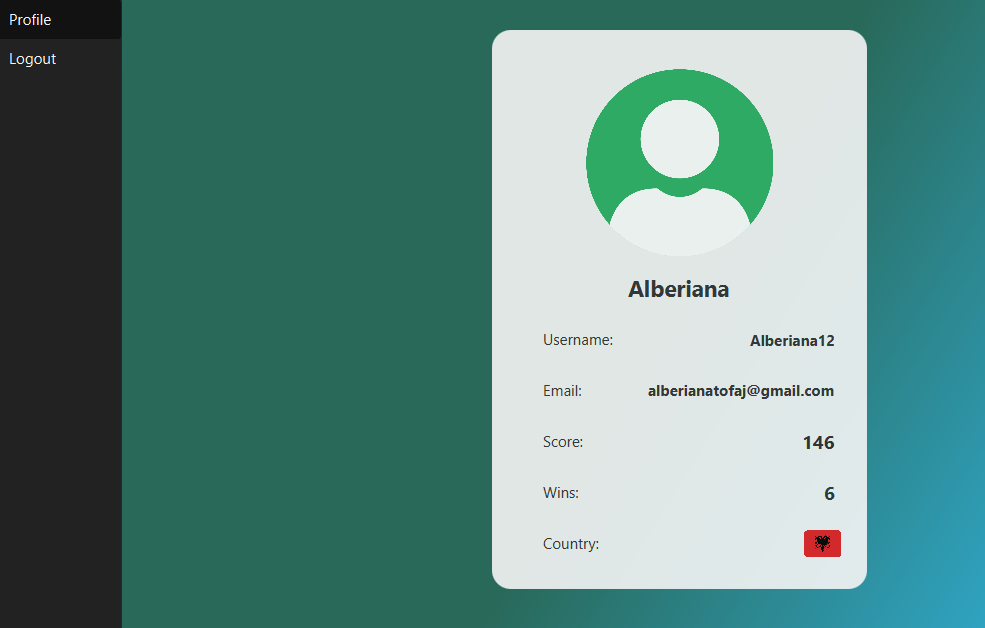 Profile
Logout
Alberiana
Username: Alberiana12
Email: alberianatofaj@gmail.com
Score: 146
Wins: 6
Country: